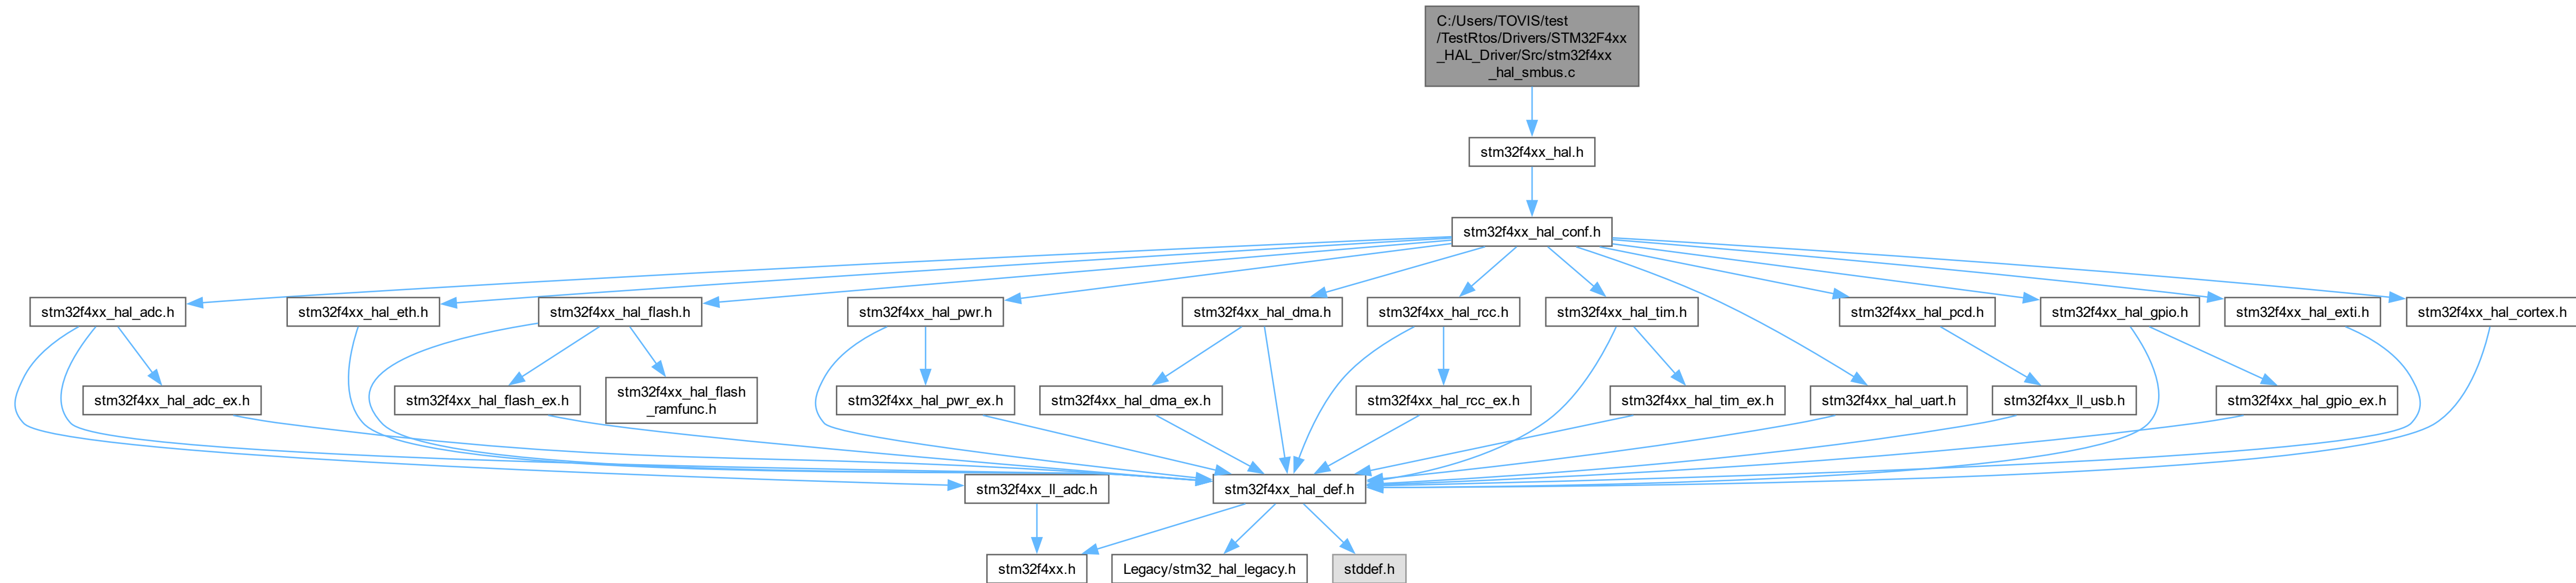 C:/Users/TOVIS/test
/TestRtos/Drivers/STM32F4xx
_HAL_Driver/Src/stm32f4xx
_hal_smbus.c
stm32f4xx_hal.h
stm32f4xx_hal_conf.h
stm32f4xx_hal_adc.h
stm32f4xx_hal_eth.h
stm32f4xx_hal_flash.h
stm32f4xx_hal_pwr.h
stm32f4xx_hal_dma.h
stm32f4xx_hal_rcc.h
stm32f4xx_hal_tim.h
stm32f4xx_hal_pcd.h
stm32f4xx_hal_gpio.h
stm32f4xx_hal_exti.h
stm32f4xx_hal_cortex.h
stm32f4xx_hal_adc_ex.h
stm32f4xx_hal_flash_ex.h
stm32f4xx_hal_flash
_ramfunc.h
stm32f4xx_hal_pwr_ex.h
stm32f4xx_hal_dma_ex.h
stm32f4xx_hal_rcc_ex.h
stm32f4xx_hal_tim_ex.h
stm32f4xx_hal_uart.h
stm32f4xx_ll_usb.h
stm32f4xx_hal_gpio_ex.h
stm32f4xx_ll_adc.h
stm32f4xx_hal_def.h
stm32f4xx.h
Legacy/stm32_hal_legacy.h
stddef.h